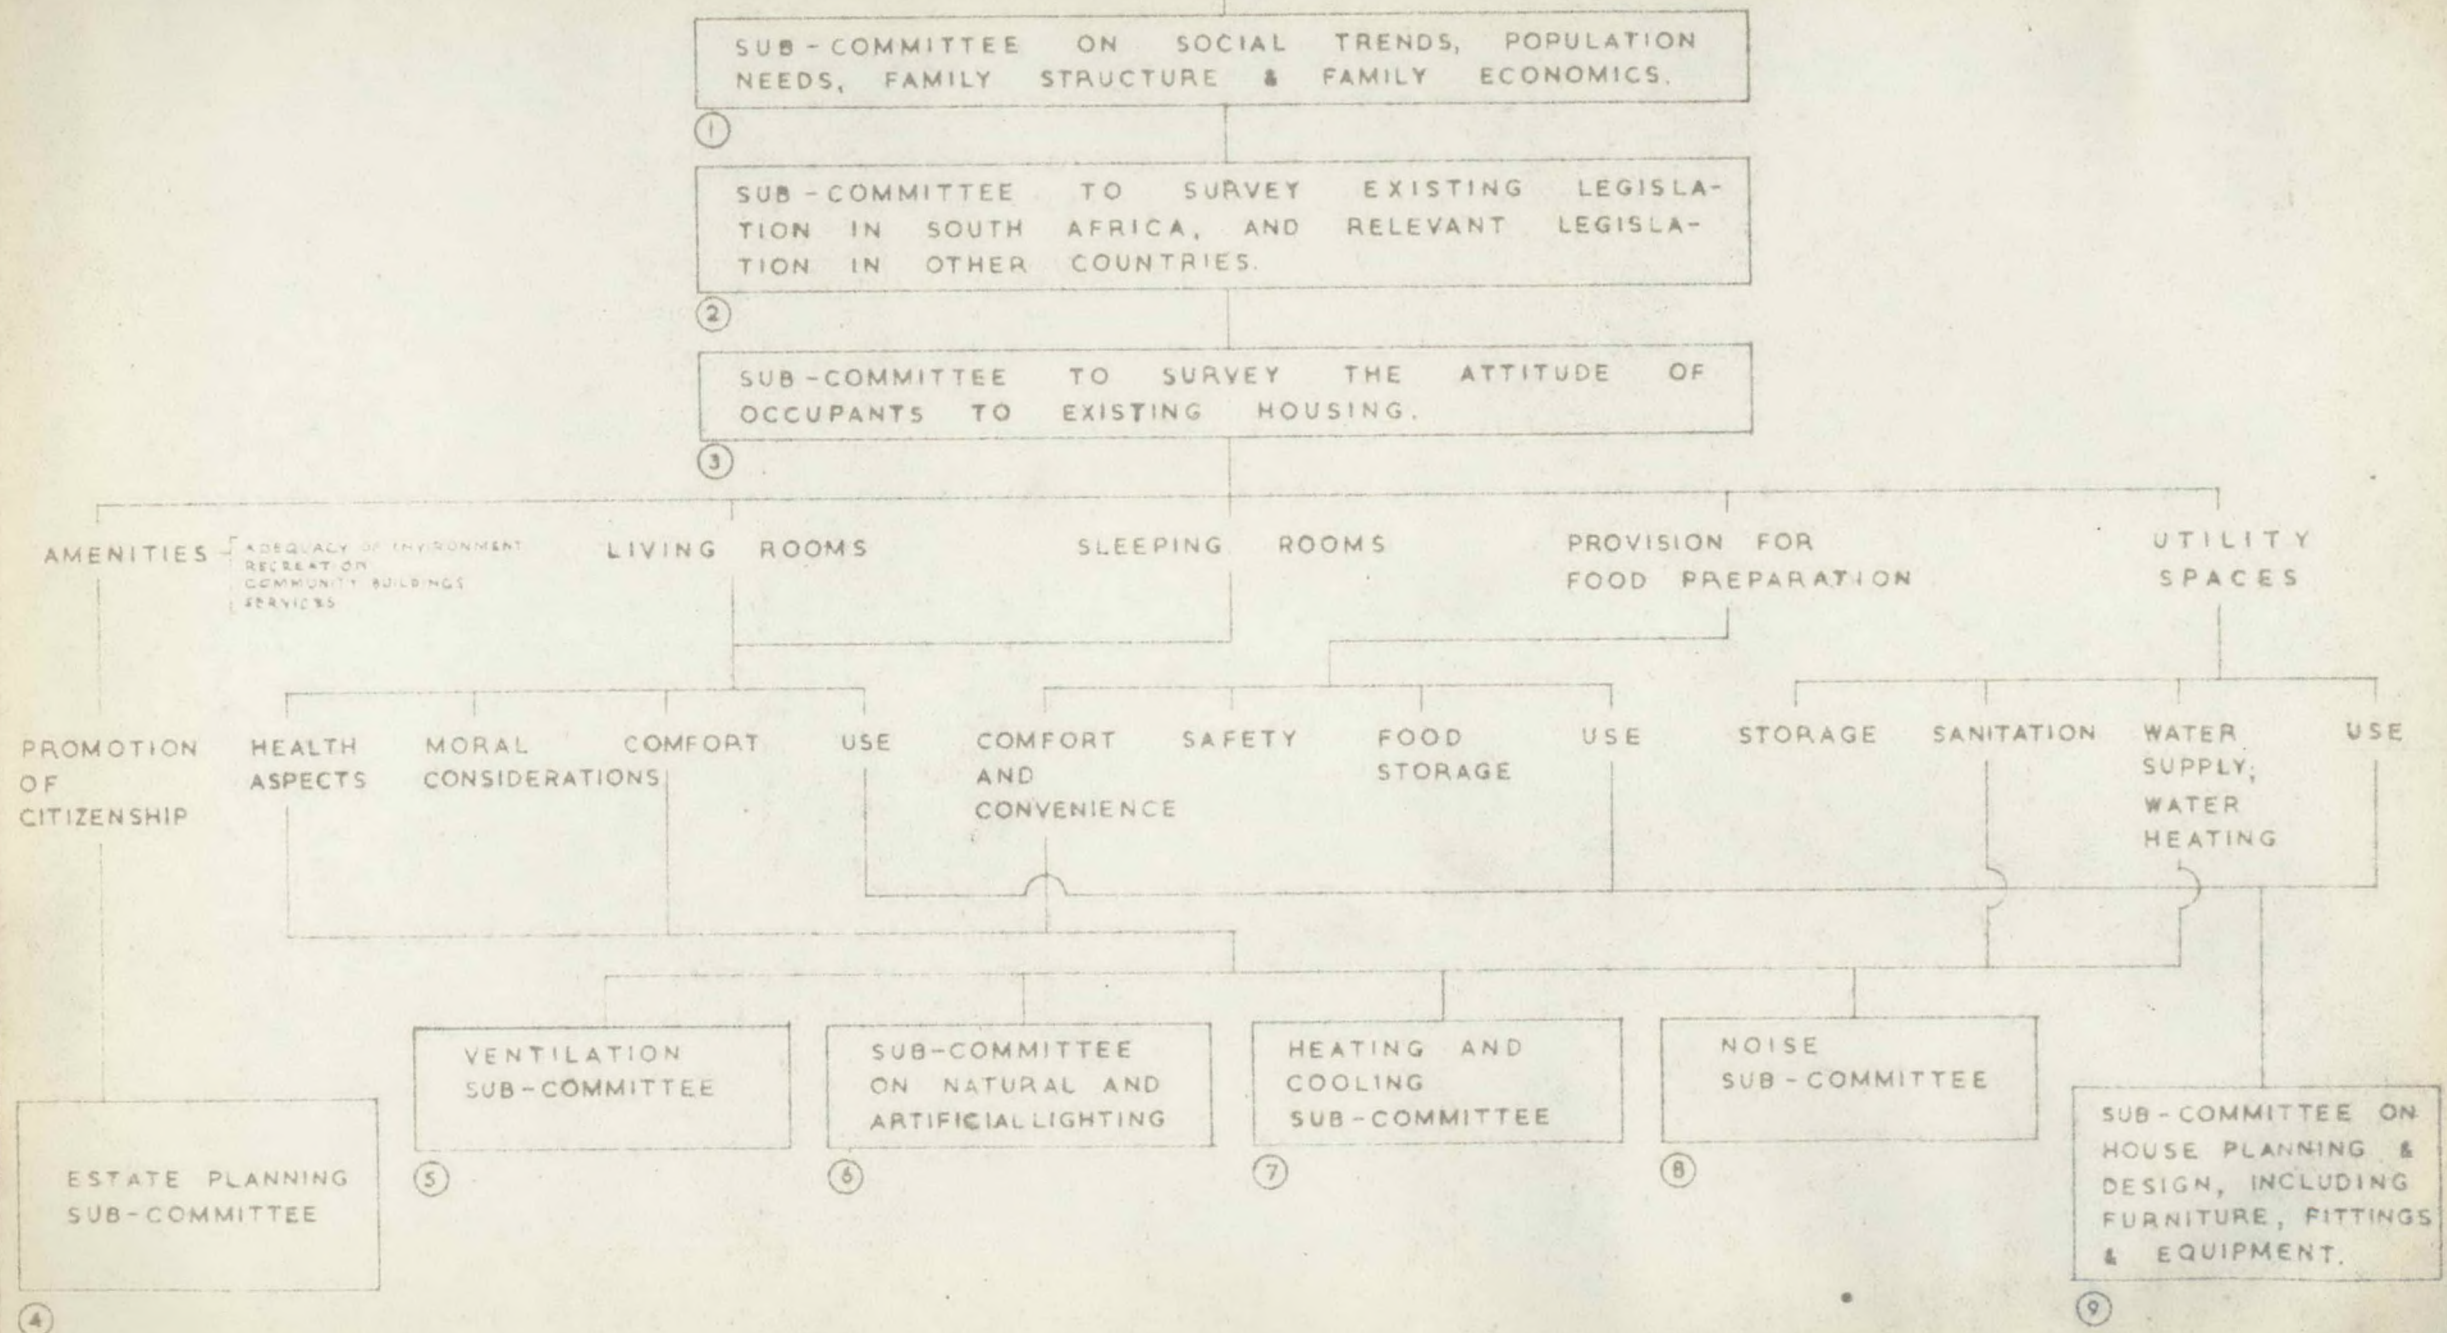 SUB-COMMITTEE ON SOCIAL TRENDS, POPULATION
NEEDS, FAMILY STRUCTURE & FAMILY ECONOMICS.
1
SUB-COMMITTEE TO SURVEY EXISTING LEGISLA-
TION IN SOUTH AFRICA, AND RELEVANT LEGISLA-
TION IN OTHER COUNTRIES.
2
SUB-COMMITTEE TO SURVEY THE ATTITUDE OF
OCCUPANTS TO EXISTING HOUSING.
3
AMENITIES
ADEQUACY OF ENVIRONMENT
RECREATION
COMMUNITY BUILDINGS
SERVICES
LIVING ROOMS
SLEEPING ROOMS
PROVISION FOR
FOOD PREPARATION
UTILITY
SPACES
PROMOTION
OF
CITIZENSHIP
HEALTH
ASPECTS
MORAL
CONSIDERATIONS
COMFORT
USE
COMFORT
AND
CONVENIENCE
SAFETY
FOOD
STORAGE
USE
STORAGE
SANITATION
WATER
SUPPLY;
WATER
HEATING
USE
ESTATE PLANNING
SUB-COMMITTEE
4
VENTILATION
SUB-COMMITTEE
5
SUB-COMMITTEE
ON NATURAL AND
ARTIFICIAL LIGHTING
6
HEATING AND
COOLING
SUB-COMMITTEE
7
NOISE
SUB-COMMITTEE
8
SUB-COMMITTEE ON
HOUSE PLANNING &
DESIGN, INCLUDING
FURNITURE, FITTINGS
& EQUIPMENT.
9